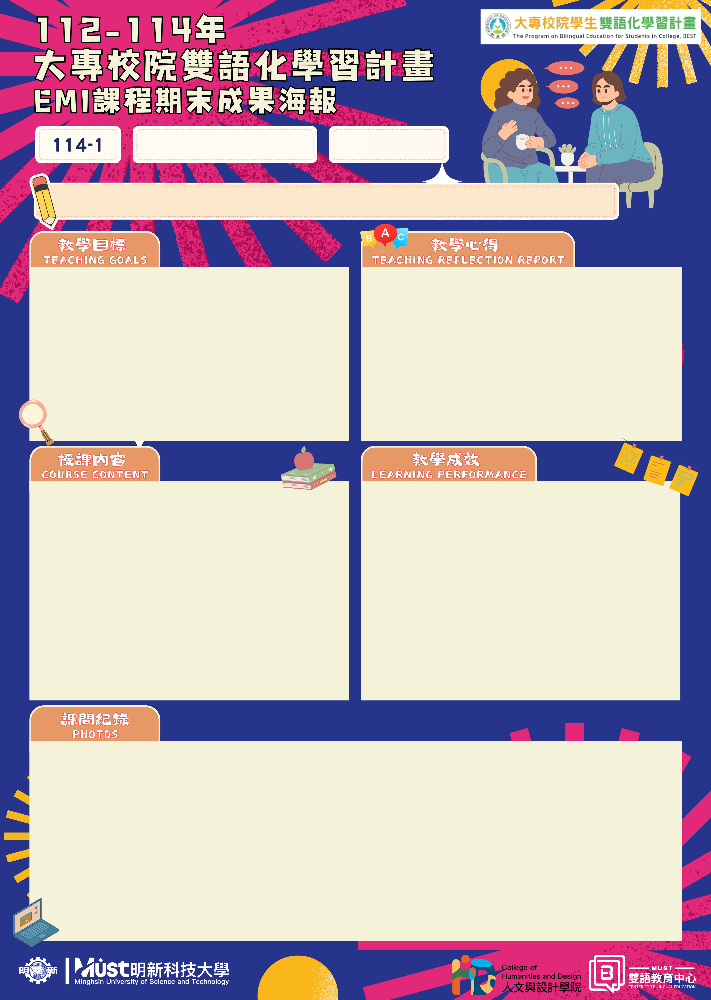 112-114年
大專校院雙語化學習計畫
EMI課程期末成果海報
MINISTRY OF EDUCATION
教育部
大專校院學生雙語化學習計畫
The Program on Bilingual Education for Students in College, BEST
114-1
教學目標
TEACHING GOALS
B A C
教學心得
TEACHING REFLECTION REPORT
授課內容
COURSE CONTENT
教學成效
LEARNING PERFORMANCE
課間紀錄
PHOTOS
明新
Must明新科技大學
Minghsin University of Science and Technology
College of
Humanities and Design
人文與設計學院
B
MUST
雙語教育中心
CENTER FOR BILINGUAL EDUCATION